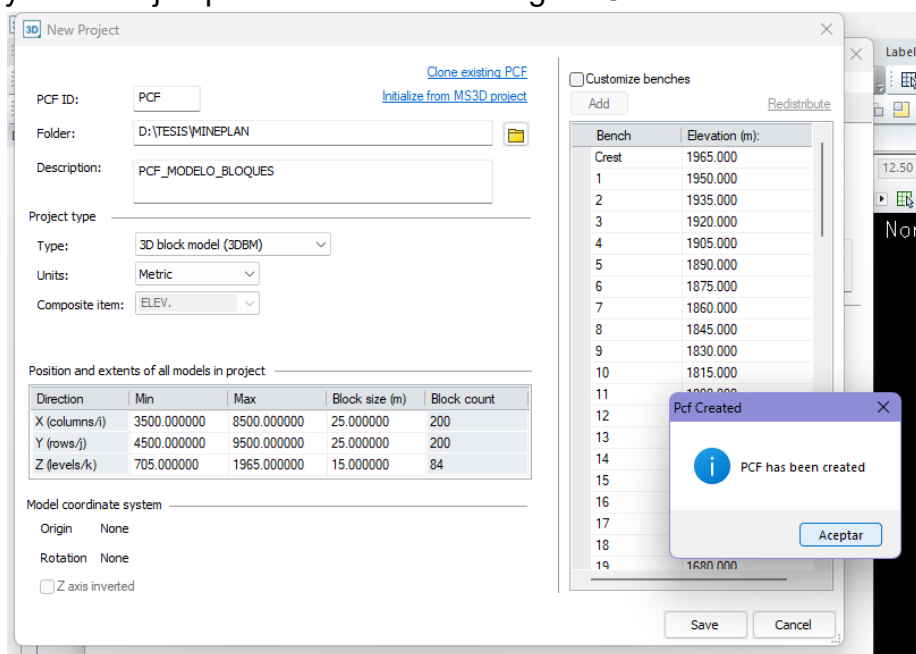 New Project
Clone existing PCF
PCF ID:
PCF
Initialize from MS3D project
Folder:
D:\TESIS\MINEPLAN
Description:
PCF_MODELO_BLOQUES
Project type
Type:
3D block model (3DBM)
Units:
Metric
Composite item:
ELEV.
Position and extents of all models in project
Direction Min Max Block size (m) Block count
X (columns/i) 3500.000000 8500.000000 25.000000 200
Y (rows/j) 4500.000000 9500.000000 25.000000 200
Z (levels/k) 705.000000 1965.000000 15.000000 84
Model coordinate system
Origin None
Rotation None
Z axis inverted
Customize benches
Add
Redistribute
Bench Elevation (m):
Crest 1965.000
1 1950.000
2 1935.000
3 1920.000
4 1905.000
5 1890.000
6 1875.000
7 1860.000
8 1845.000
9 1830.000
10 1815.000
11
12
13
14
15
16
17
18
19 1680.000
Pcf Created
PCF has been created
Aceptar
Save
Cancel
Label
12.50